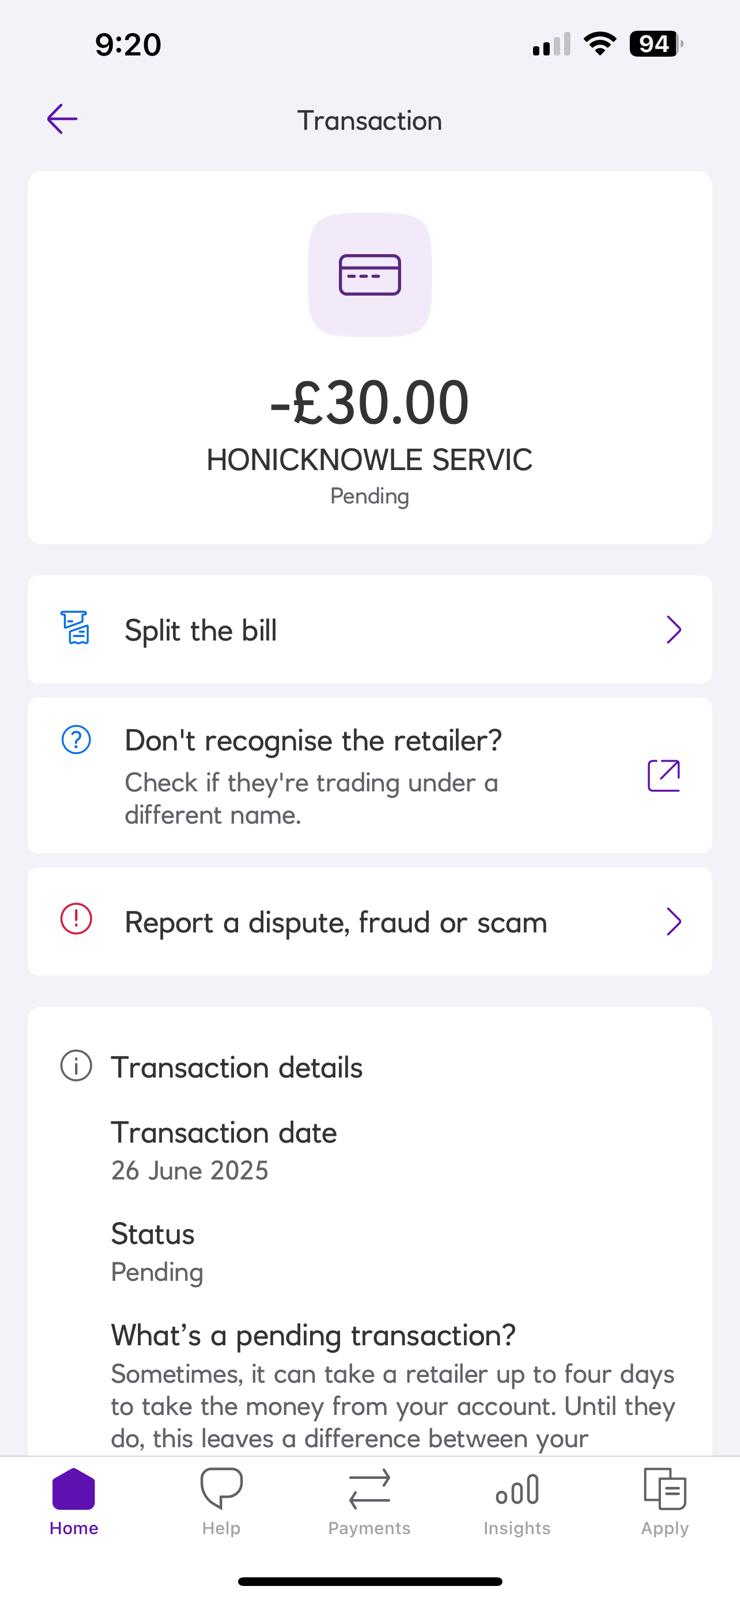 9:20
94
Transaction
-£30.00
HONICKNOWLE SERVIC
Pending
Split the bill
Don't recognise the retailer?
Check if they're trading under a
different name.
Report a dispute, fraud or scam
Transaction details
Transaction date
26 June 2025
Status
Pending
What's a pending transaction?
Sometimes, it can take a retailer up to four days
to take the money from your account. Until they
do, this leaves a difference between your
Home
Help
Payments
Insights
Apply